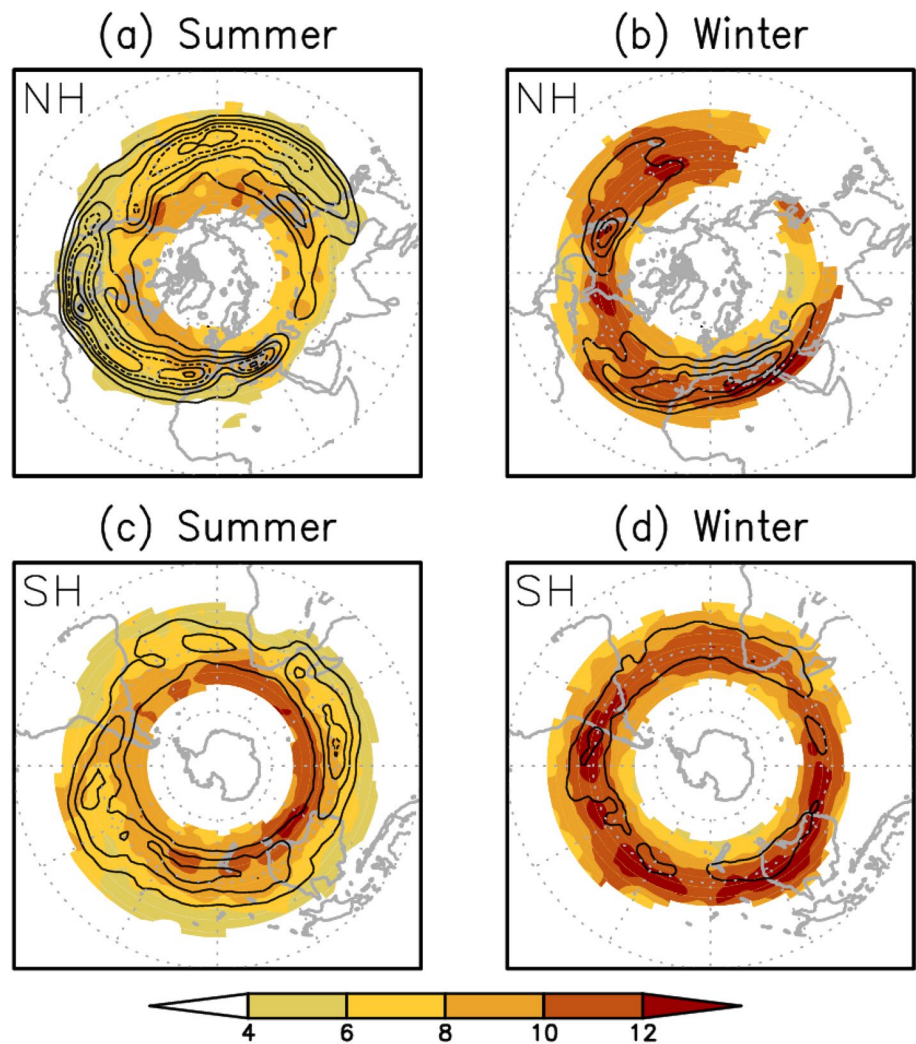 (a) Summer
(b) Winter
NH
NH
(c) Summer
(d) Winter
SH
SH
4 6 8 10 12